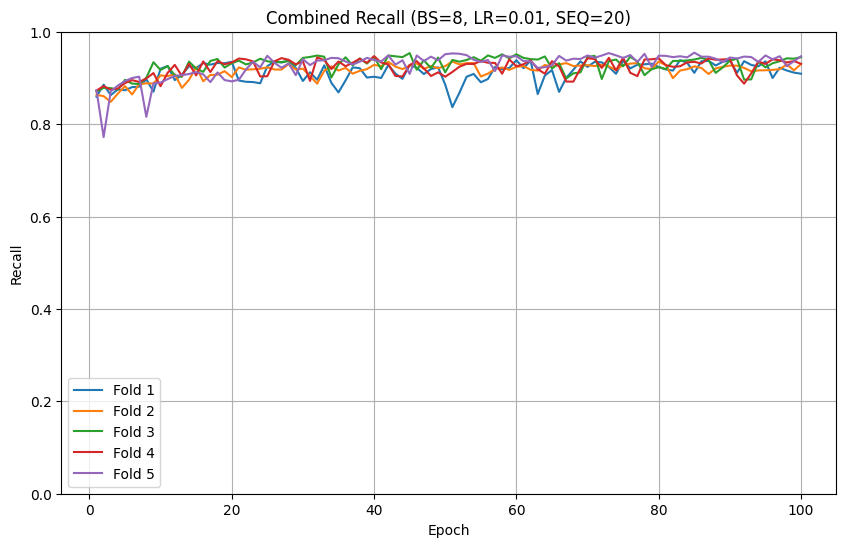 Combined Recall (BS=8, LR=0.01, SEQ=20)
1.0
0.8
0.6
0.4
0.2
0.0
Recall
Fold 1
Fold 2
Fold 3
Fold 4
Fold 5
0 20 40 60 80 100
Epoch